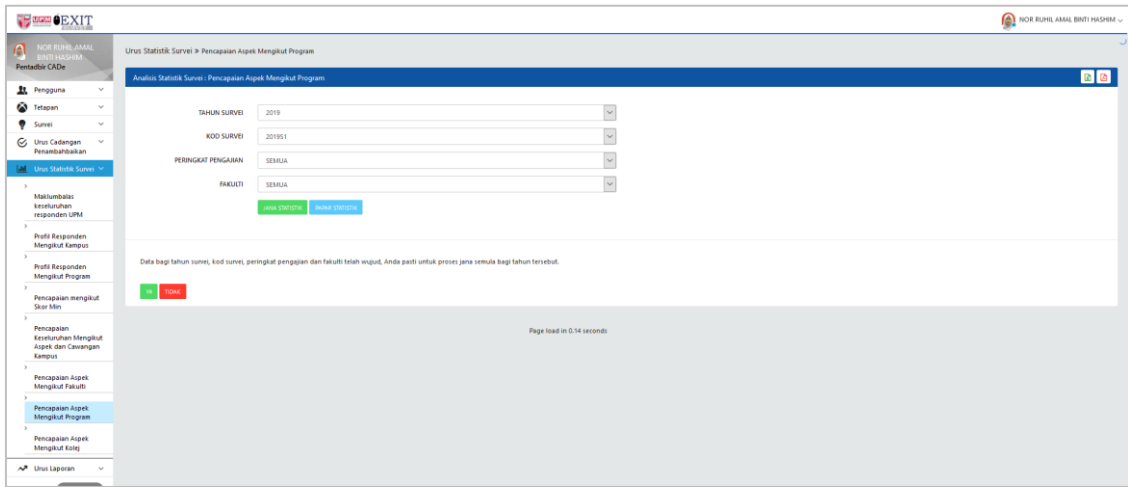 UPM EXIT
SURVEY
NOR RUHIL AMAL BINTI HASHIM
NOR RUHIL AMAL
BINTI HASHIM
Pentadbir CADe
Pengguna
Tetapan
Survei
Urus Cadangan
Penambahbaikan
Urus Statistik Survei
Maklumbalas
keseluruhan
responden UPM
Profil Responden
Mengikut Kampus
Profil Responden
Mengikut Program
Pencapaian mengikut
Skor Min
Pencapaian
Keseluruhan Mengikut
Aspek dan Cawangan
Kampus
Pencapaian Aspek
Mengikut Fakulti
Pencapaian Aspek
Mengikut Program
Pencapaian Aspek
Mengikut Kolej
Urus Laporan
Urus Statistik Survei » Pencapaian Aspek Mengikut Program
Analisis Statistik Survei : Pencapaian Aspek Mengikut Program
TAHUN SURVEI 2019
KOD SURVEI 2019S1
PERINGKAT PENGAJIAN SEMUA
FAKULTI SEMUA
JANA STATISTIK PAPAR STATISTIK
Data bagi tahun survei, kod survei, peringkat pengajian dan fakulti telah wujud, Anda pasti untuk proses jana semula bagi tahun tersebut.
YA TIDAK
Page load in 0.14 seconds